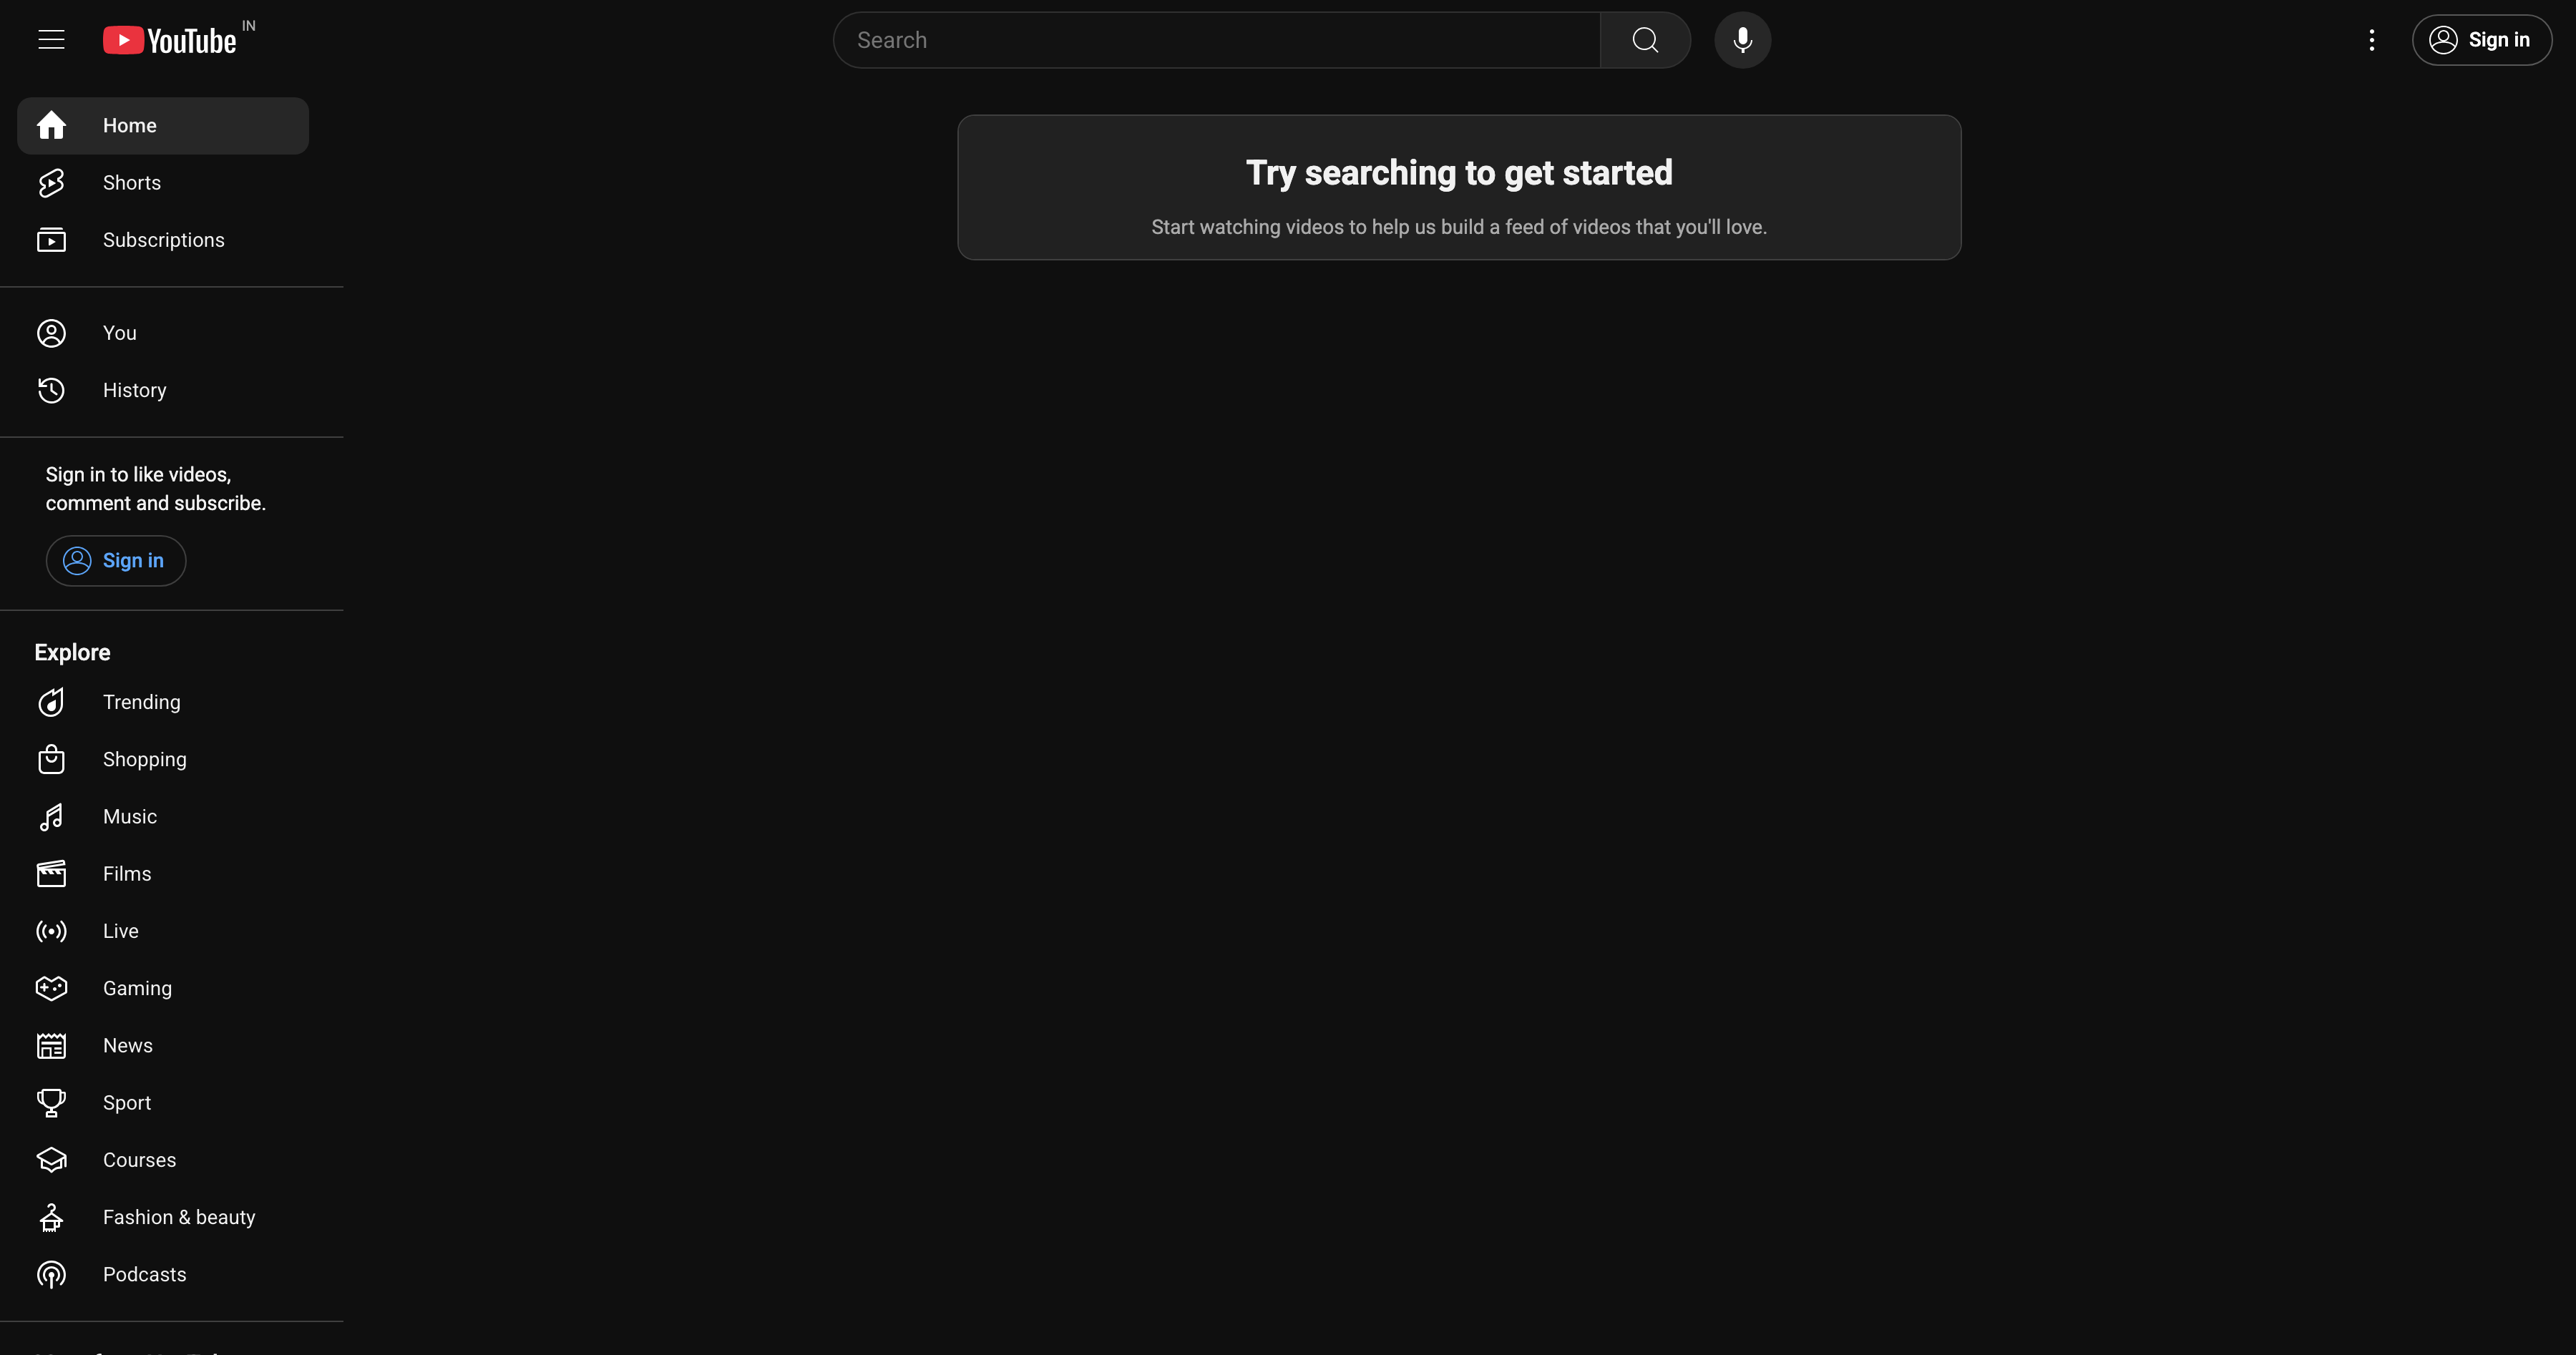 YouTube IN
Search
Sign in
Home
Shorts
Subscriptions
You
History
Sign in to like videos,
comment and subscribe.
Sign in
Explore
Trending
Shopping
Music
Films
Live
Gaming
News
Sport
Courses
Fashion & beauty
Podcasts
Try searching to get started
Start watching videos to help us build a feed of videos that you'll love.